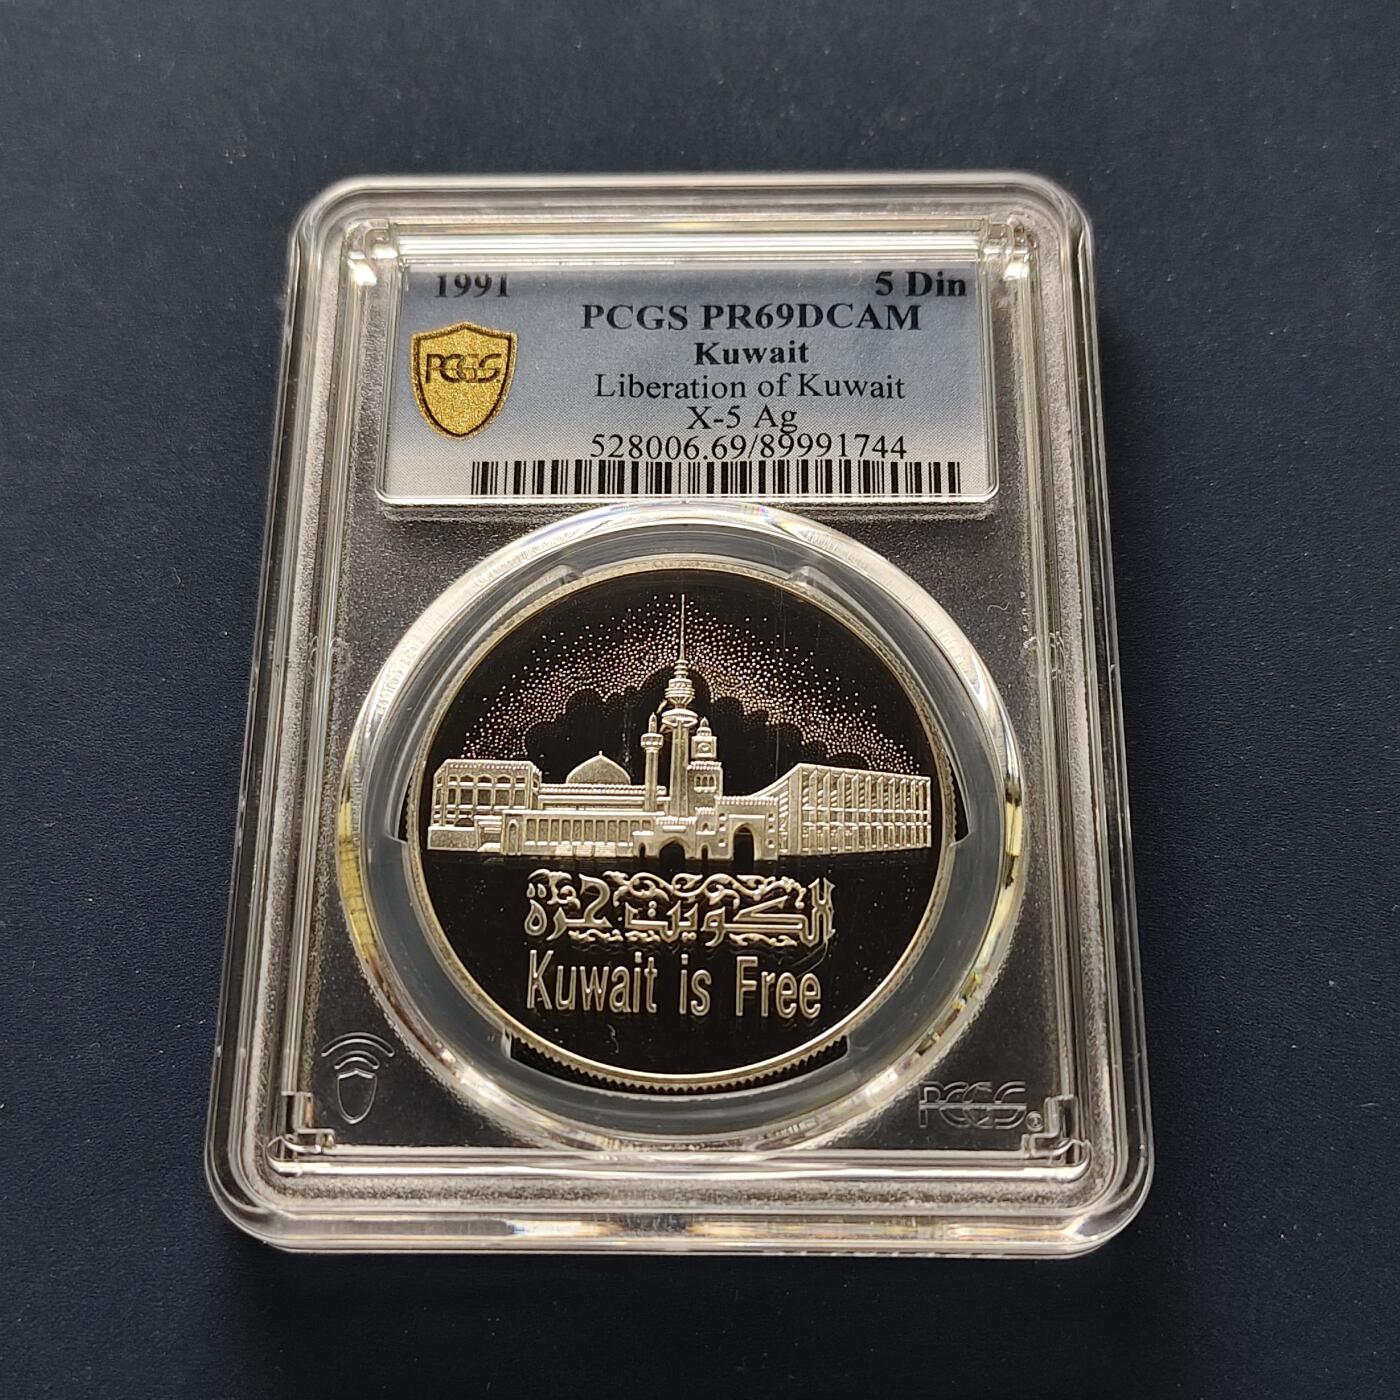 1991 5 Din
PCGS PR69DCAM
Kuwait
Liberation of Kuwait
X-5 Ag
528006.69/89991744
PCGS
الكويت حرة
Kuwait is Free
PCGS